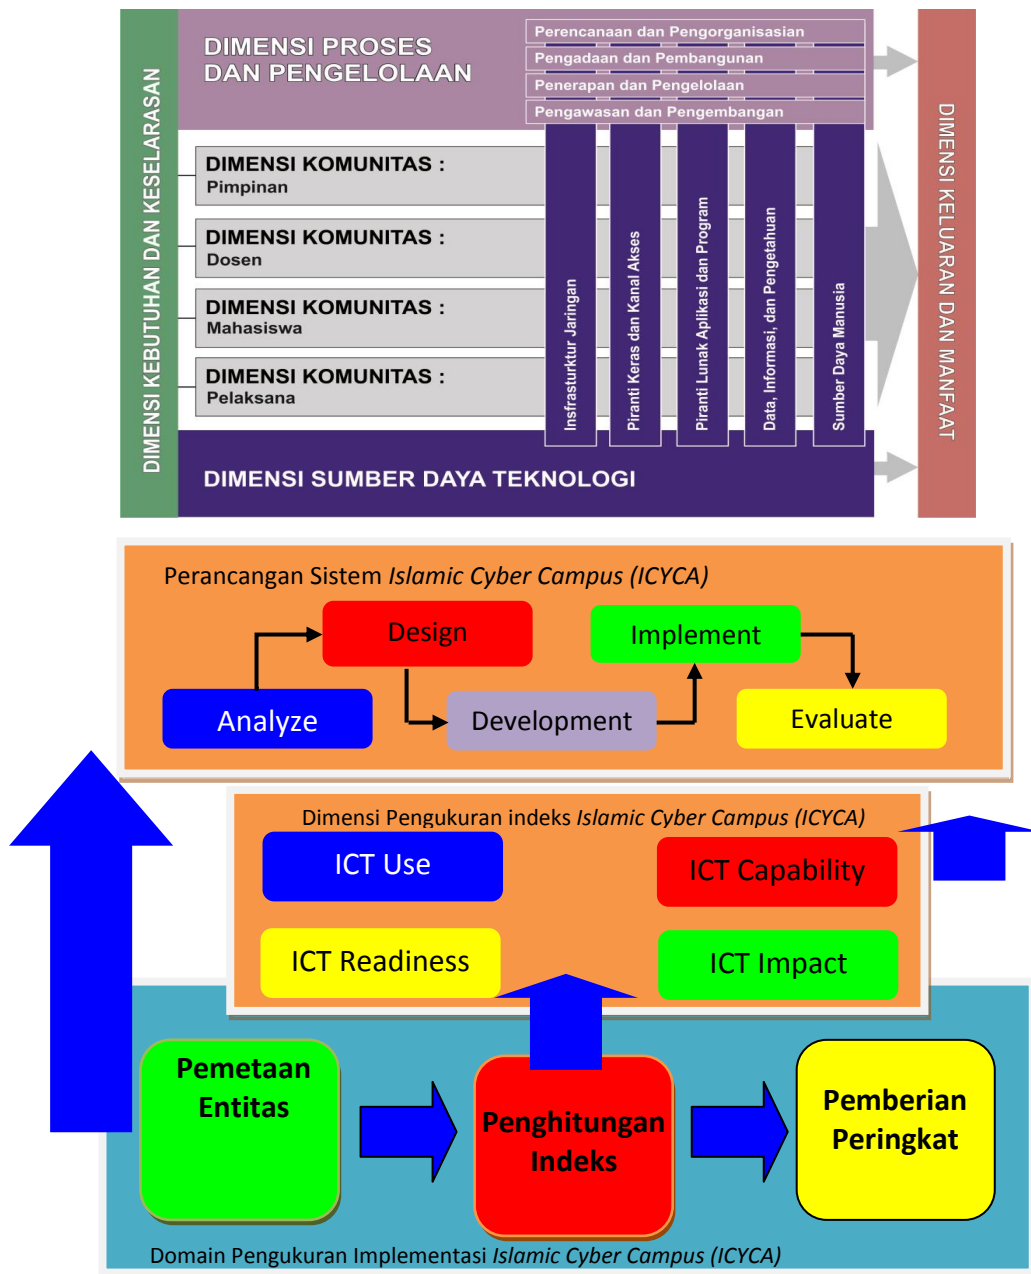 DIMENSI KEBUTUHAN DAN KESELARASAN
DIMENSI PROSES
DAN PENGELOLAAN
Perencanaan dan Pengorganisasian
Pengadaan dan Pembangunan
Penerapan dan Pengelolaan
Pengawasan dan Pengembangan
DIMENSI KOMUNITAS :
Pimpinan
DIMENSI KOMUNITAS :
Dosen
DIMENSI KOMUNITAS :
Mahasiswa
DIMENSI KOMUNITAS :
Pelaksana
Insfrasturktur Jaringan
Piranti Keras dan Kanal Akses
Piranti Lunak Aplikasi dan Program
Data, Informasi, dan Pengetahuan
Sumber Daya Manusia
DIMENSI SUMBER DAYA TEKNOLOGI
DIMENSI KELUARAN DAN MANFAAT
Perancangan Sistem Islamic Cyber Campus (ICYCA)
Design
Implement
Analyze
Development
Evaluate
Dimensi Pengukuran indeks Islamic Cyber Campus (ICYCA)
ICT Use
ICT Capability
ICT Readiness
ICT Impact
Pemetaan
Entitas
Penghitungan
Indeks
Pemberian
Peringkat
Domain Pengukuran Implementasi Islamic Cyber Campus (ICYCA)